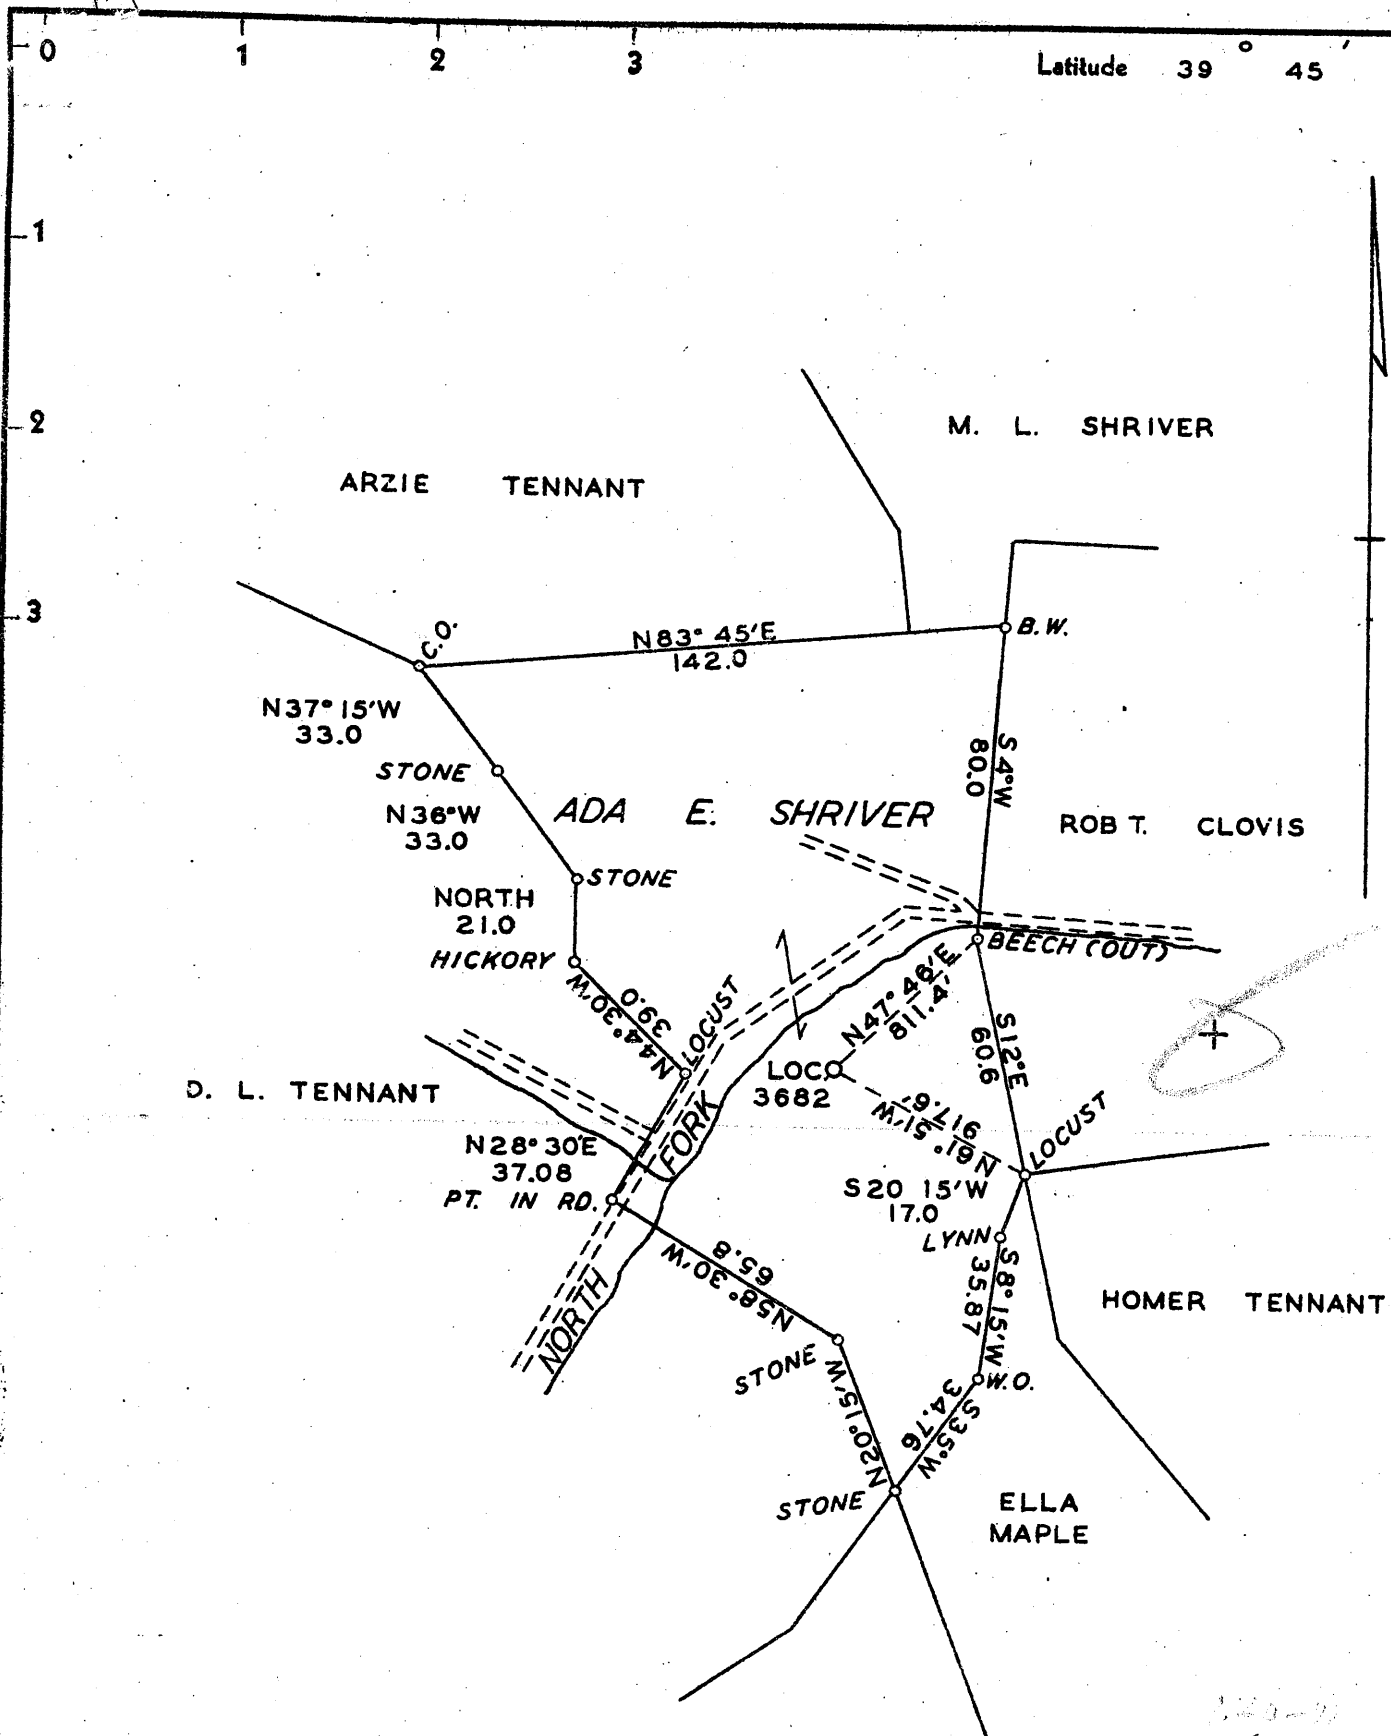 0 1 2 3
Latitude 39° 45'
1
2
3
M. L. SHRIVER
ARZIE TENNANT
C.O.
N83° 45'E
142.0
B.W.
N37° 15'W
33.0
STONE
S4°W
80.0
N36°W
33.0
ADA E. SHRIVER
ROBT. CLOVIS
STONE
NORTH
21.0
HICKORY
BEECH (OUT)
N44° 30'W
39.0
LOCUST
N47° 46'E
811.4'
S12°E
60.6
LOC.
3682
D. L. TENNANT
N61° 51'W
917.6'
LOCUST
N28° 30'E
37.08
PT. IN RD.
NORTH FORK
S20 15'W
17.0
LYNN
N58° 30'W
65.8
S8° 15'W
35.87
HOMER TENNANT
STONE
N20° 15'W
W.O.
S35°W
34.76
STONE
ELLA
MAPLE